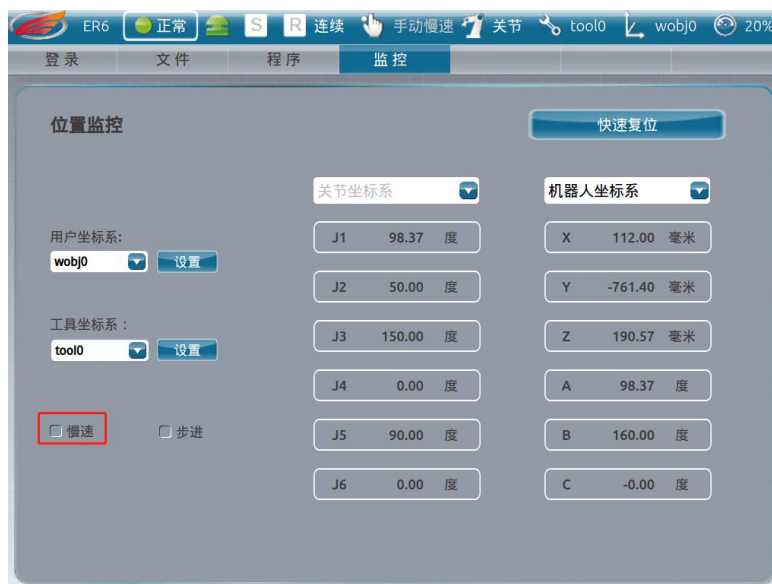 ER6 正常 S R 连续 手动慢速 关节 tool0 wobj0 20%
登录 文件 程序 监控
位置监控 快速复位
关节坐标系 机器人坐标系
用户坐标系: J1 98.37 度 X 112.00 毫米
wobj0 设置
J2 50.00 度 Y -761.40 毫米
工具坐标系： J3 150.00 度 Z 190.57 毫米
tool0 设置
J4 0.00 度 A 98.37 度
慢速 步进 J5 90.00 度 B 160.00 度
J6 0.00 度 C -0.00 度